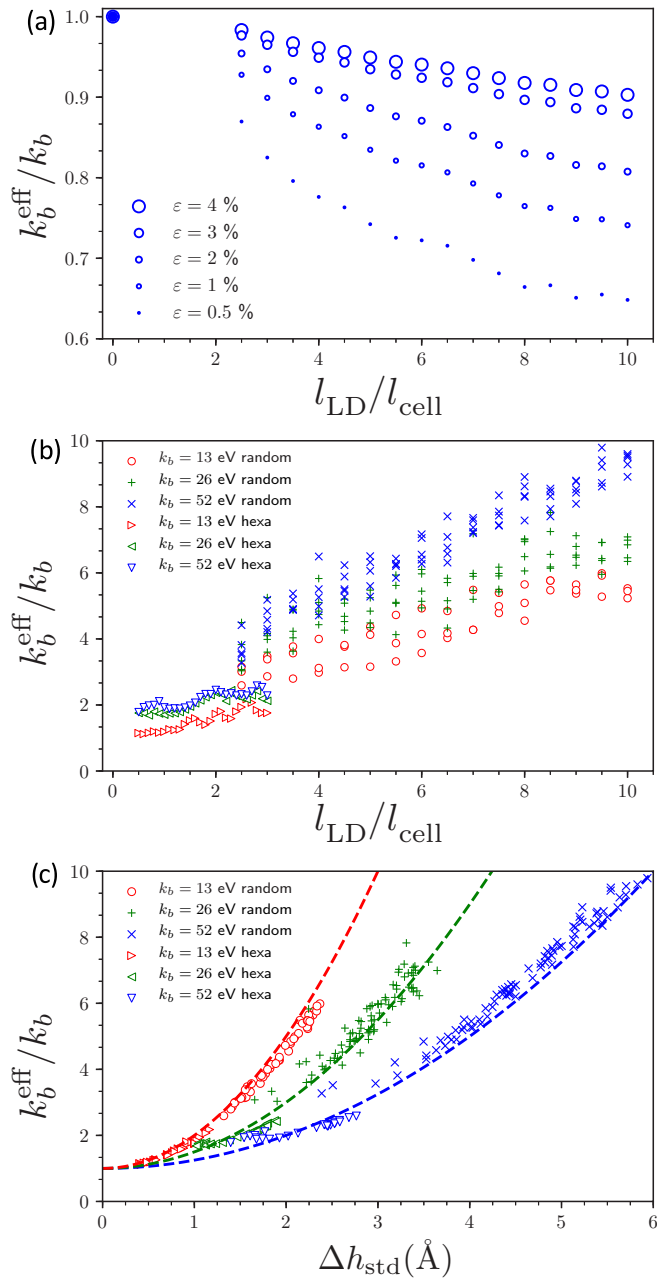 (a)
1.0
0.9
0.8
0.7
0.6
k_b^eff/k_b
ε = 4 %
ε = 3 %
ε = 2 %
ε = 1 %
ε = 0.5 %
0 2 4 6 8 10
l_LD/l_cell
(b)
10
8
6
4
2
0
k_b^eff/k_b
k_b = 13 eV random
k_b = 26 eV random
k_b = 52 eV random
k_b = 13 eV hexa
k_b = 26 eV hexa
k_b = 52 eV hexa
0 2 4 6 8 10
l_LD/l_cell
(c)
10
8
6
4
2
0
k_b^eff/k_b
k_b = 13 eV random
k_b = 26 eV random
k_b = 52 eV random
k_b = 13 eV hexa
k_b = 26 eV hexa
k_b = 52 eV hexa
0 1 2 3 4 5 6
Δh_std(Å)